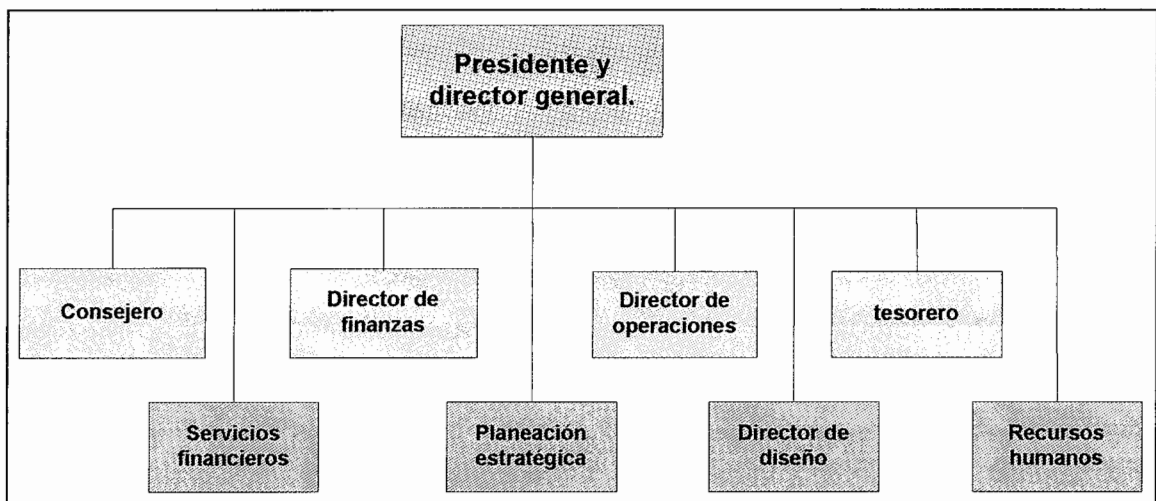 Presidente y
director general.
Consejero
Director de
finanzas
Director de
operaciones
tesorero
Servicios
financieros
Planeación
estratégica
Director de
diseño
Recursos
humanos